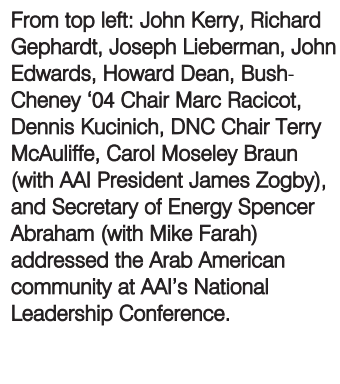 From top left: John Kerry, Richard
Gephardt, Joseph Lieberman, John
Edwards, Howard Dean, Bush-
Cheney ‘04 Chair Marc Racicot,
Dennis Kucinich, DNC Chair Terry
McAuliffe, Carol Moseley Braun
(with AAI President James Zogby),
and Secretary of Energy Spencer
Abraham (with Mike Farah)
addressed the Arab American
community at AAI’s National
Leadership Conference.